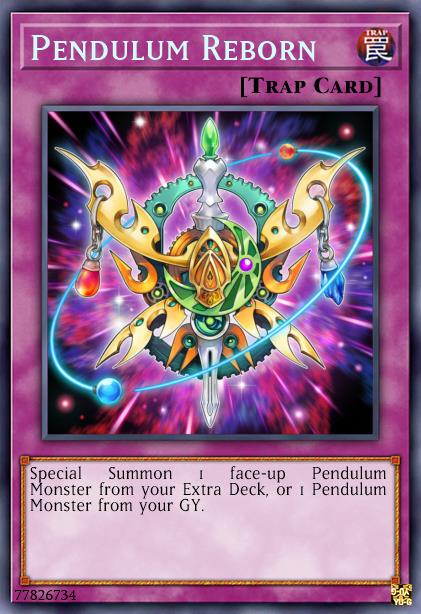 Pendulum Reborn
TRAP
罠
[Trap Card]
Special Summon 1 face-up Pendulum
Monster from your Extra Deck, or 1 Pendulum
Monster from your GY.
77826734